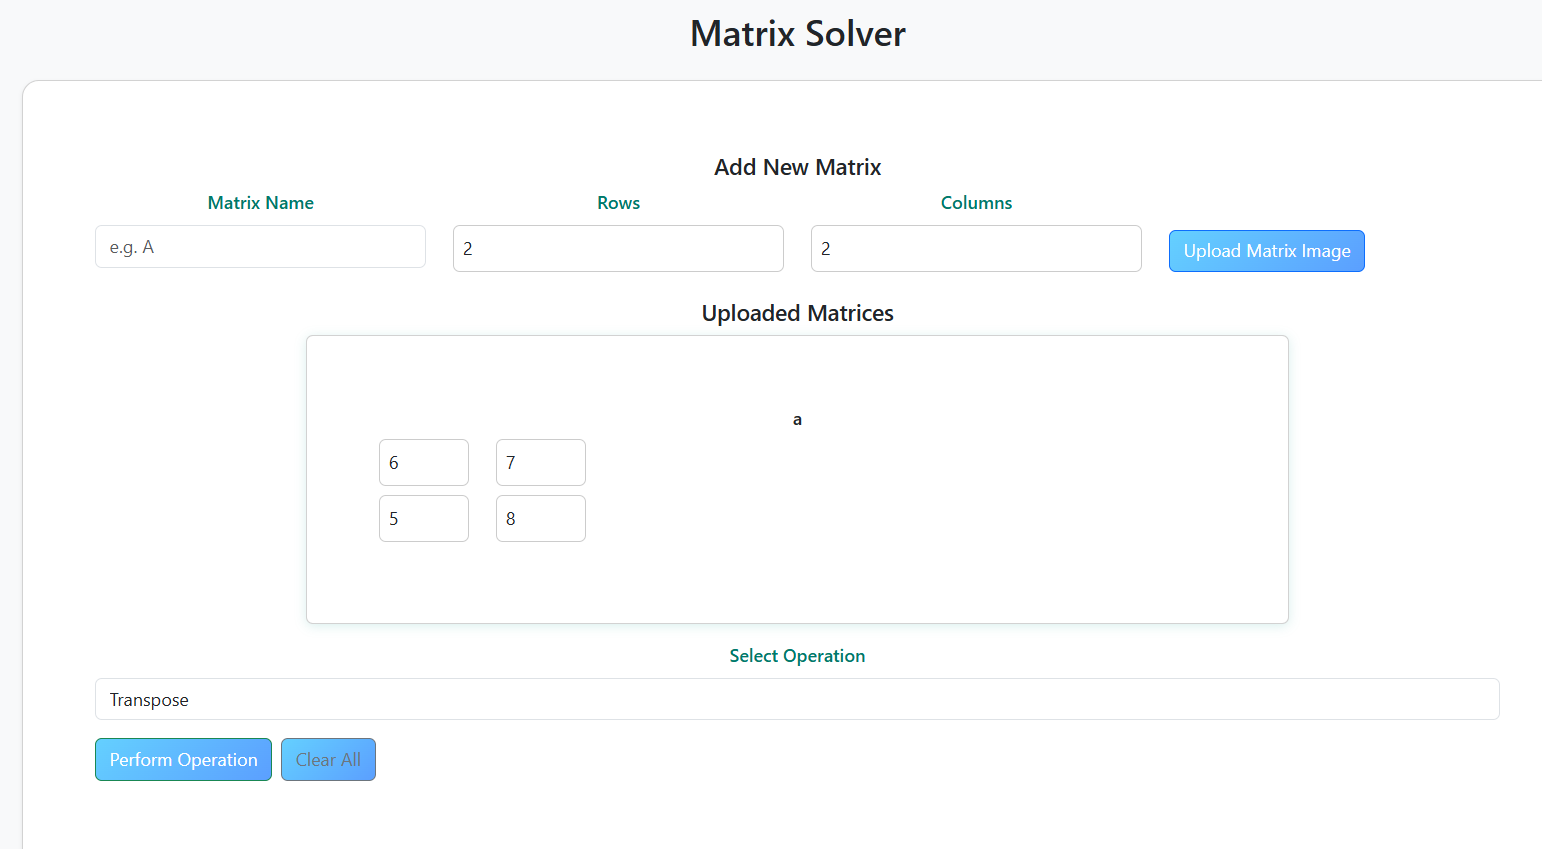 Matrix Solver
Add New Matrix
Matrix Name Rows Columns
e.g. A 2 2 Upload Matrix Image
Uploaded Matrices
a
6 7
5 8
Select Operation
Transpose
Perform Operation Clear All